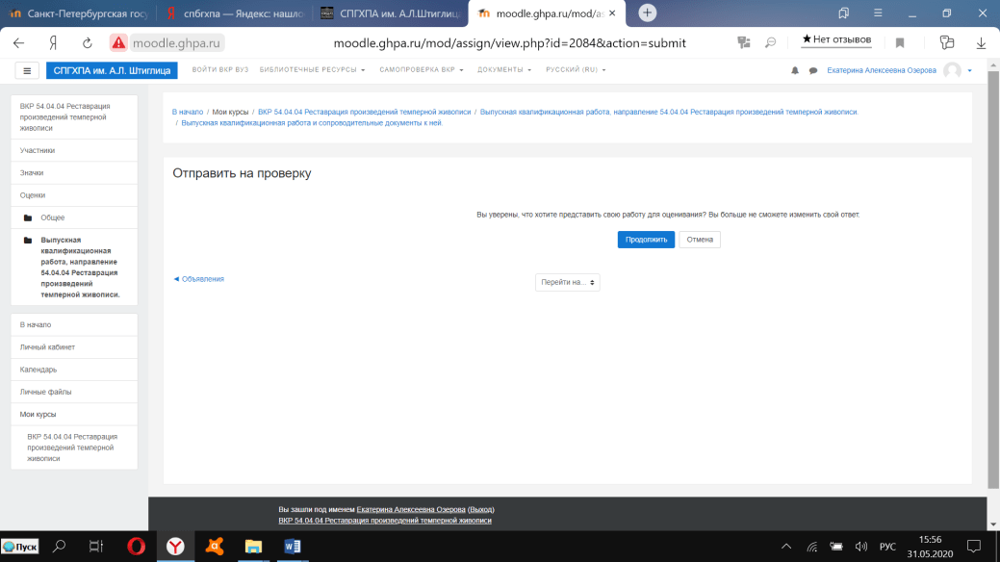 Санкт-Петербургская госу
спбгхпа — Яндекс: нашло
СПГХПА им. А.Л.Штиглиц
moodle.ghpa.ru/mod/as
moodle.ghpa.ru
moodle.ghpa.ru/mod/assign/view.php?id=2084&action=submit
★ Нет отзывов
СПГХПА им. А.Л. Штиглица
ВОЙТИ ВКР ВУЗ БИБЛИОТЕЧНЫЕ РЕСУРСЫ САМОПРОВЕРКА ВКР ДОКУМЕНТЫ РУССКИЙ (RU)
Екатерина Алексеевна Озерова
ВКР 54.04.04 Реставрация
произведений темперной
живописи
Участники
Значки
Оценки
Общее
Выпускная
квалификационная
работа, направление
54.04.04 Реставрация
произведений
темперной живописи.
В начало
Личный кабинет
Календарь
Личные файлы
Мои курсы
ВКР 54.04.04 Реставрация
произведений темперной
живописи
В начало / Мои курсы / ВКР 54.04.04 Реставрация произведений темперной живописи / Выпускная квалификационная работа, направление 54.04.04 Реставрация произведений темперной живописи.
/ Выпускная квалификационная работа и сопроводительные документы к ней.
Отправить на проверку
Вы уверены, что хотите представить свою работу для оценивания? Вы больше не сможете изменить свой ответ.
Продолжить
Отмена
◄ Объявления
Перейти на...
Вы зашли под именем Екатерина Алексеевна Озерова (Выход)
ВКР 54.04.04 Реставрация произведений темперной живописи
Пуск
РУС
15:56
31.05.2020